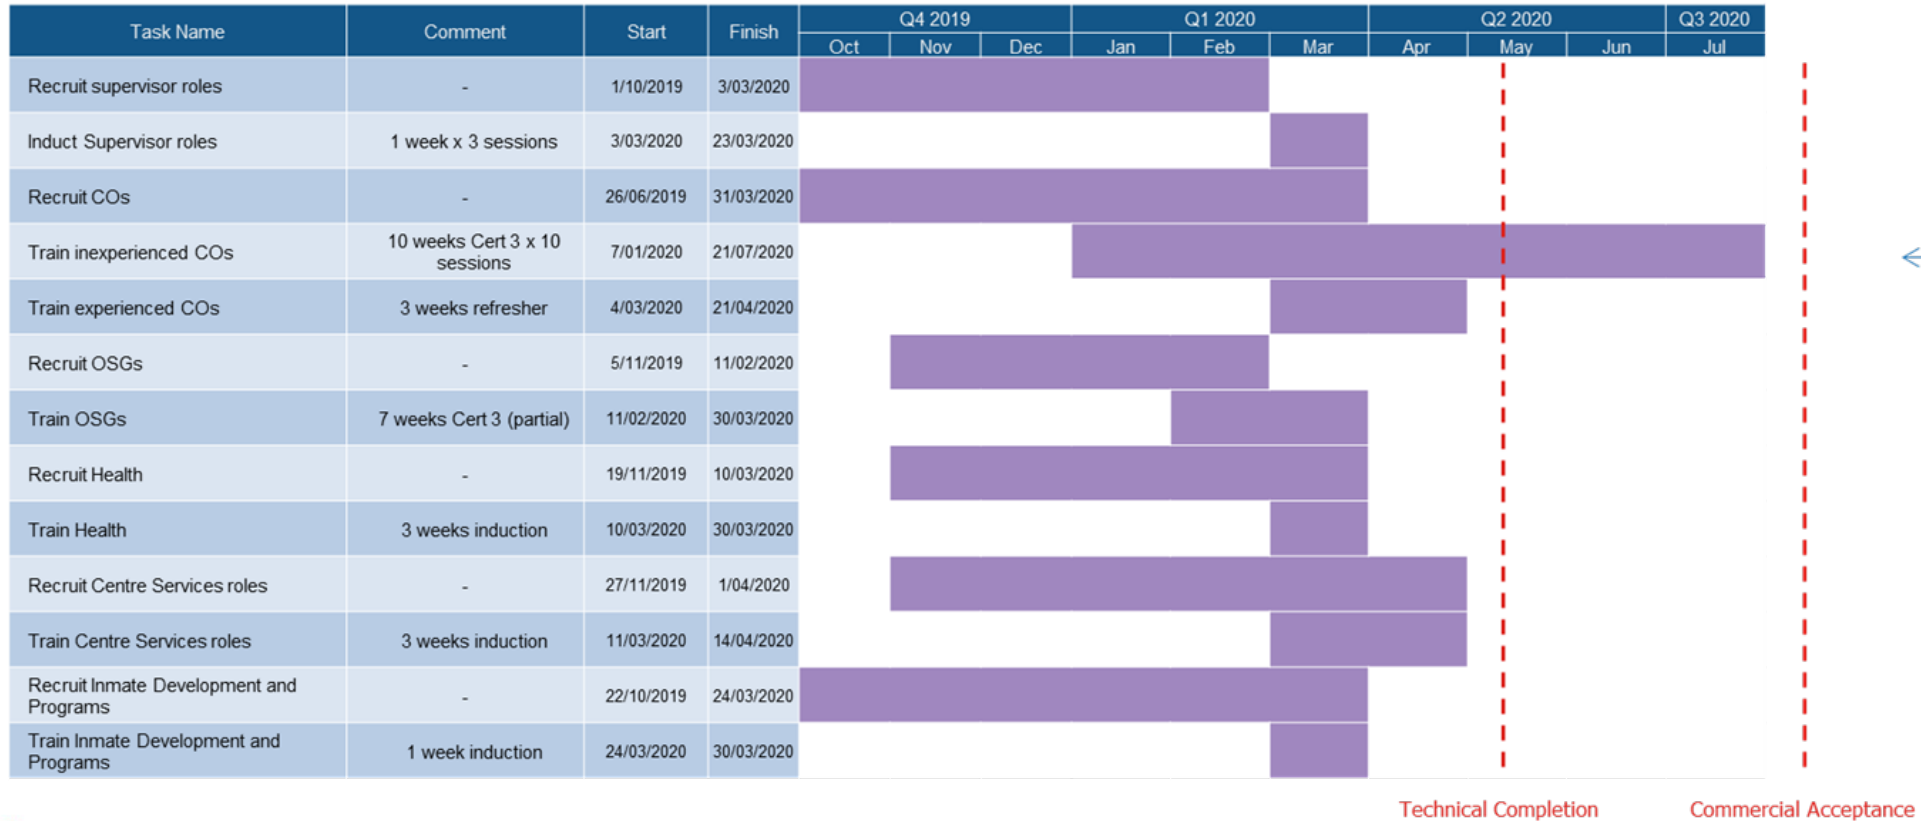 Task Name Comment Start Finish Q4 2019 Q1 2020 Q2 2020 Q3 2020
Oct Nov Dec Jan Feb Mar Apr May Jun Jul
Recruit supervisor roles - 1/10/2019 3/03/2020
Induct Supervisor roles 1 week x 3 sessions 3/03/2020 23/03/2020
Recruit COs - 26/06/2019 31/03/2020
Train inexperienced COs 10 weeks Cert 3 x 10 7/01/2020 21/07/2020
sessions
Train experienced COs 3 weeks refresher 4/03/2020 21/04/2020
Recruit OSGs - 5/11/2019 11/02/2020
Train OSGs 7 weeks Cert 3 (partial) 11/02/2020 30/03/2020
Recruit Health - 19/11/2019 10/03/2020
Train Health 3 weeks induction 10/03/2020 30/03/2020
Recruit Centre Services roles - 27/11/2019 1/04/2020
Train Centre Services roles 3 weeks induction 11/03/2020 14/04/2020
Recruit Inmate Development and
Programs - 22/10/2019 24/03/2020
Train Inmate Development and
Programs 1 week induction 24/03/2020 30/03/2020
Technical Completion Commercial Acceptance